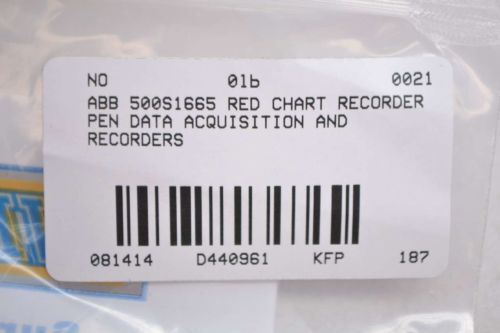 NO 01b 0021
ABB 500S1665 RED CHART RECORDER
PEN DATA ACQUISITION AND
RECORDERS
081414 D440961 KFP 187